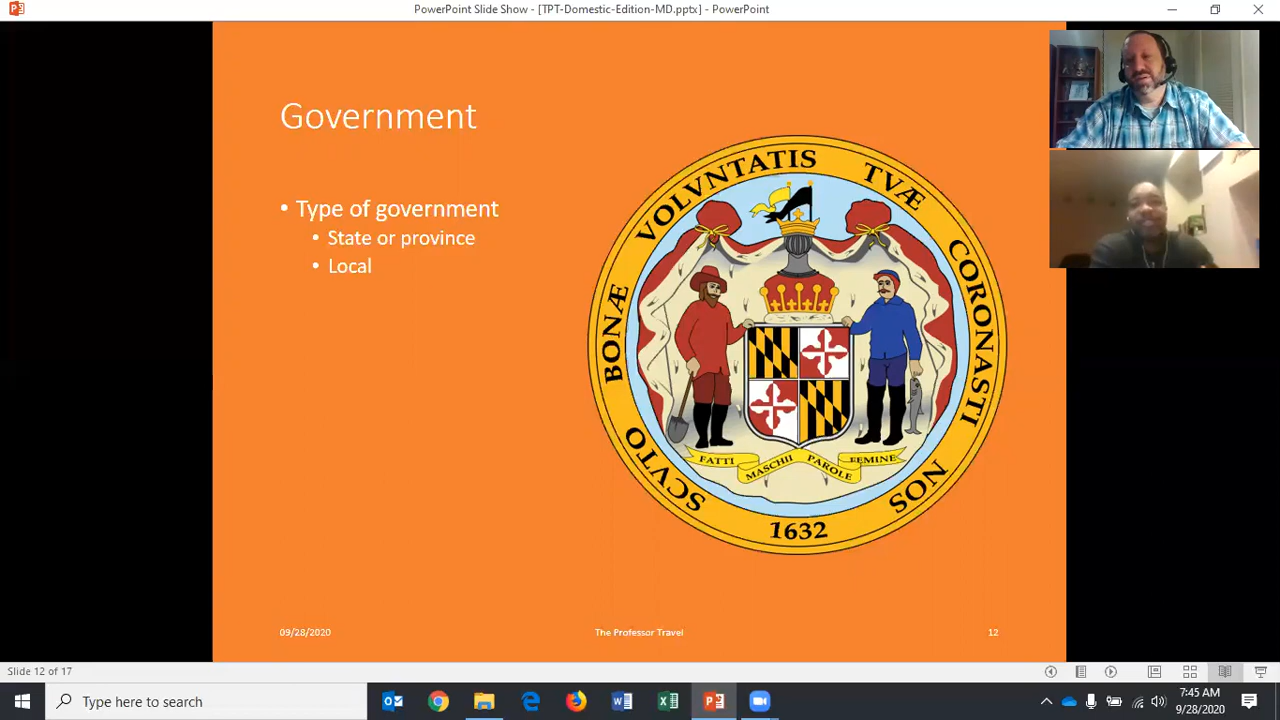 PowerPoint Slide Show - [TPT-Domestic-Edition-MD.pptx] - PowerPoint
Government
• Type of government
• State or province
• Local
SCVTO BONÆ VOLVNTATIS TVÆ CORONASTI NOS
FATTI MASCHII PAROLE FEMINE
1632
09/28/2020
The Professor Travel
12
Slide 12 of 17
Type here to search
7:45 AM
9/28/2020